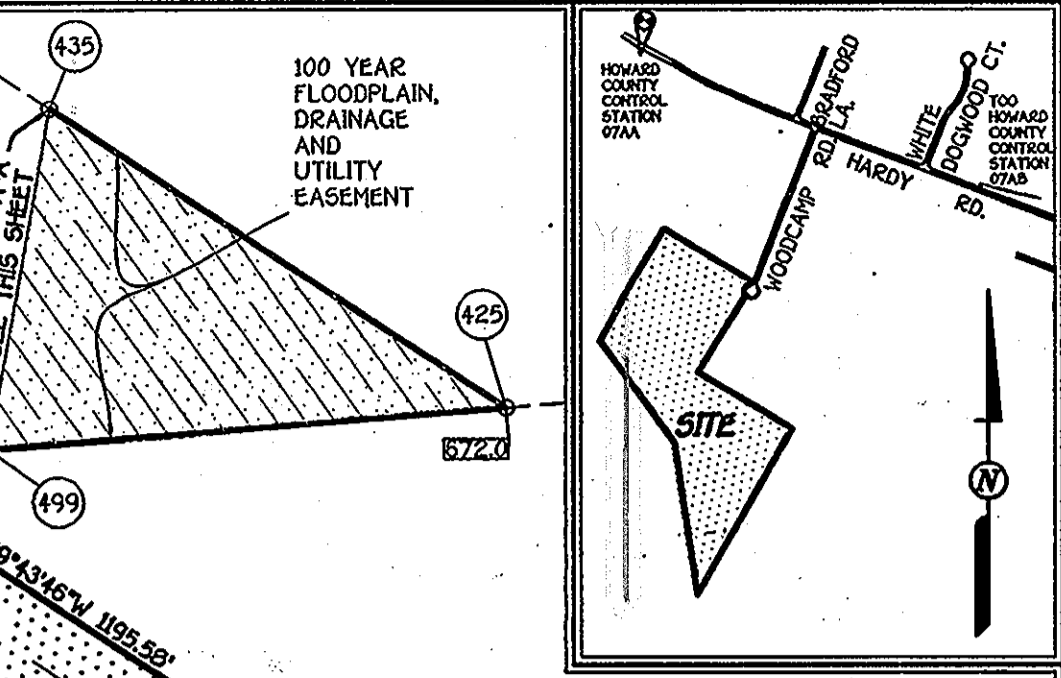 435
100 YEAR
FLOODPLAIN,
DRAINAGE
AND
UTILITY
EASEMENT
THIS SHEET
425
672.0
499
9°43'46"W 1195.58'
HOWARD
COUNTY
CONTROL
STATION
07AA
BRADFORD
LA.
WHITE
DOGWOOD CT.
TOO
HOWARD
COUNTY
CONTROL
STATION
07AB
HARDY
RD.
WOODCAMP
RD.
SITE
N